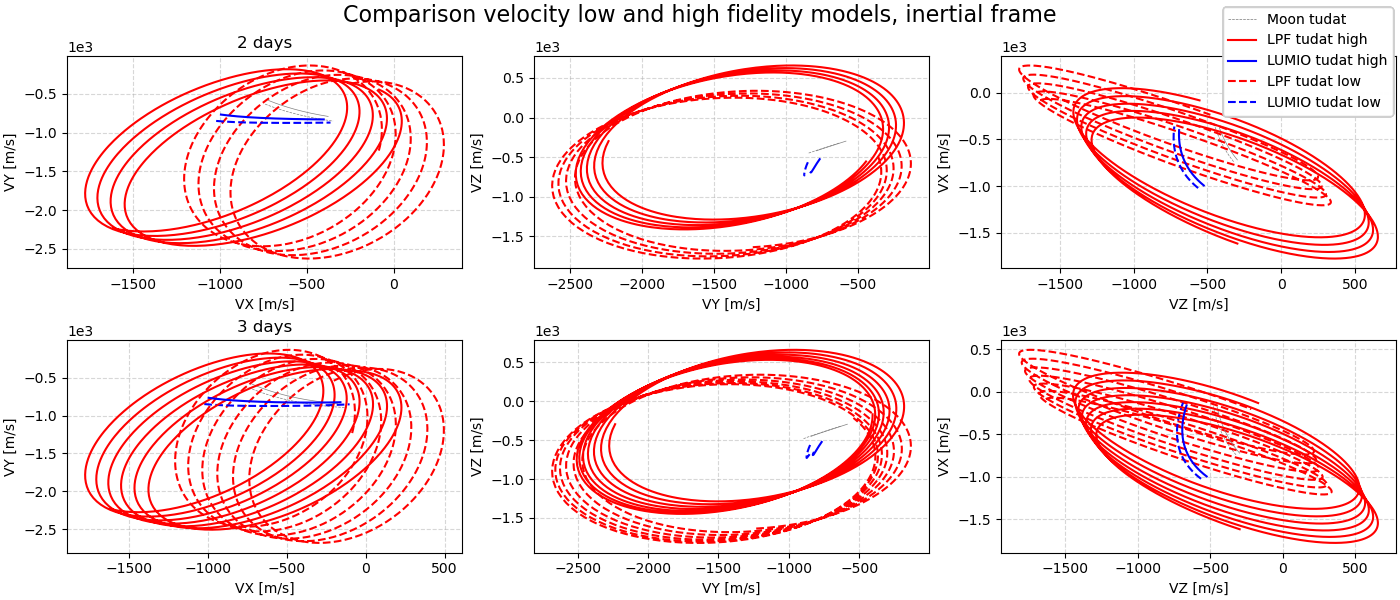 Comparison velocity low and high fidelity models, inertial frame
Moon tudat
LPF tudat high
LUMIO tudat high
LPF tudat low
LUMIO tudat low
2 days
1e3
−0.5
−1.0
−1.5
−2.0
−2.5
VY [m/s]
−1500
−1000
−500
0
VX [m/s]
1e3
0.5
0.0
−0.5
−1.0
−1.5
VZ [m/s]
−2500
−2000
−1500
−1000
−500
VY [m/s]
1e3
0.0
−0.5
−1.0
−1.5
VX [m/s]
−1500
−1000
−500
0
500
VZ [m/s]
3 days
1e3
−0.5
−1.0
−1.5
−2.0
−2.5
VY [m/s]
−1500
−1000
−500
0
500
VX [m/s]
1e3
0.5
0.0
−0.5
−1.0
−1.5
VZ [m/s]
−2500
−2000
−1500
−1000
−500
VY [m/s]
1e3
0.5
0.0
−0.5
−1.0
−1.5
VX [m/s]
−1500
−1000
−500
0
500
VZ [m/s]